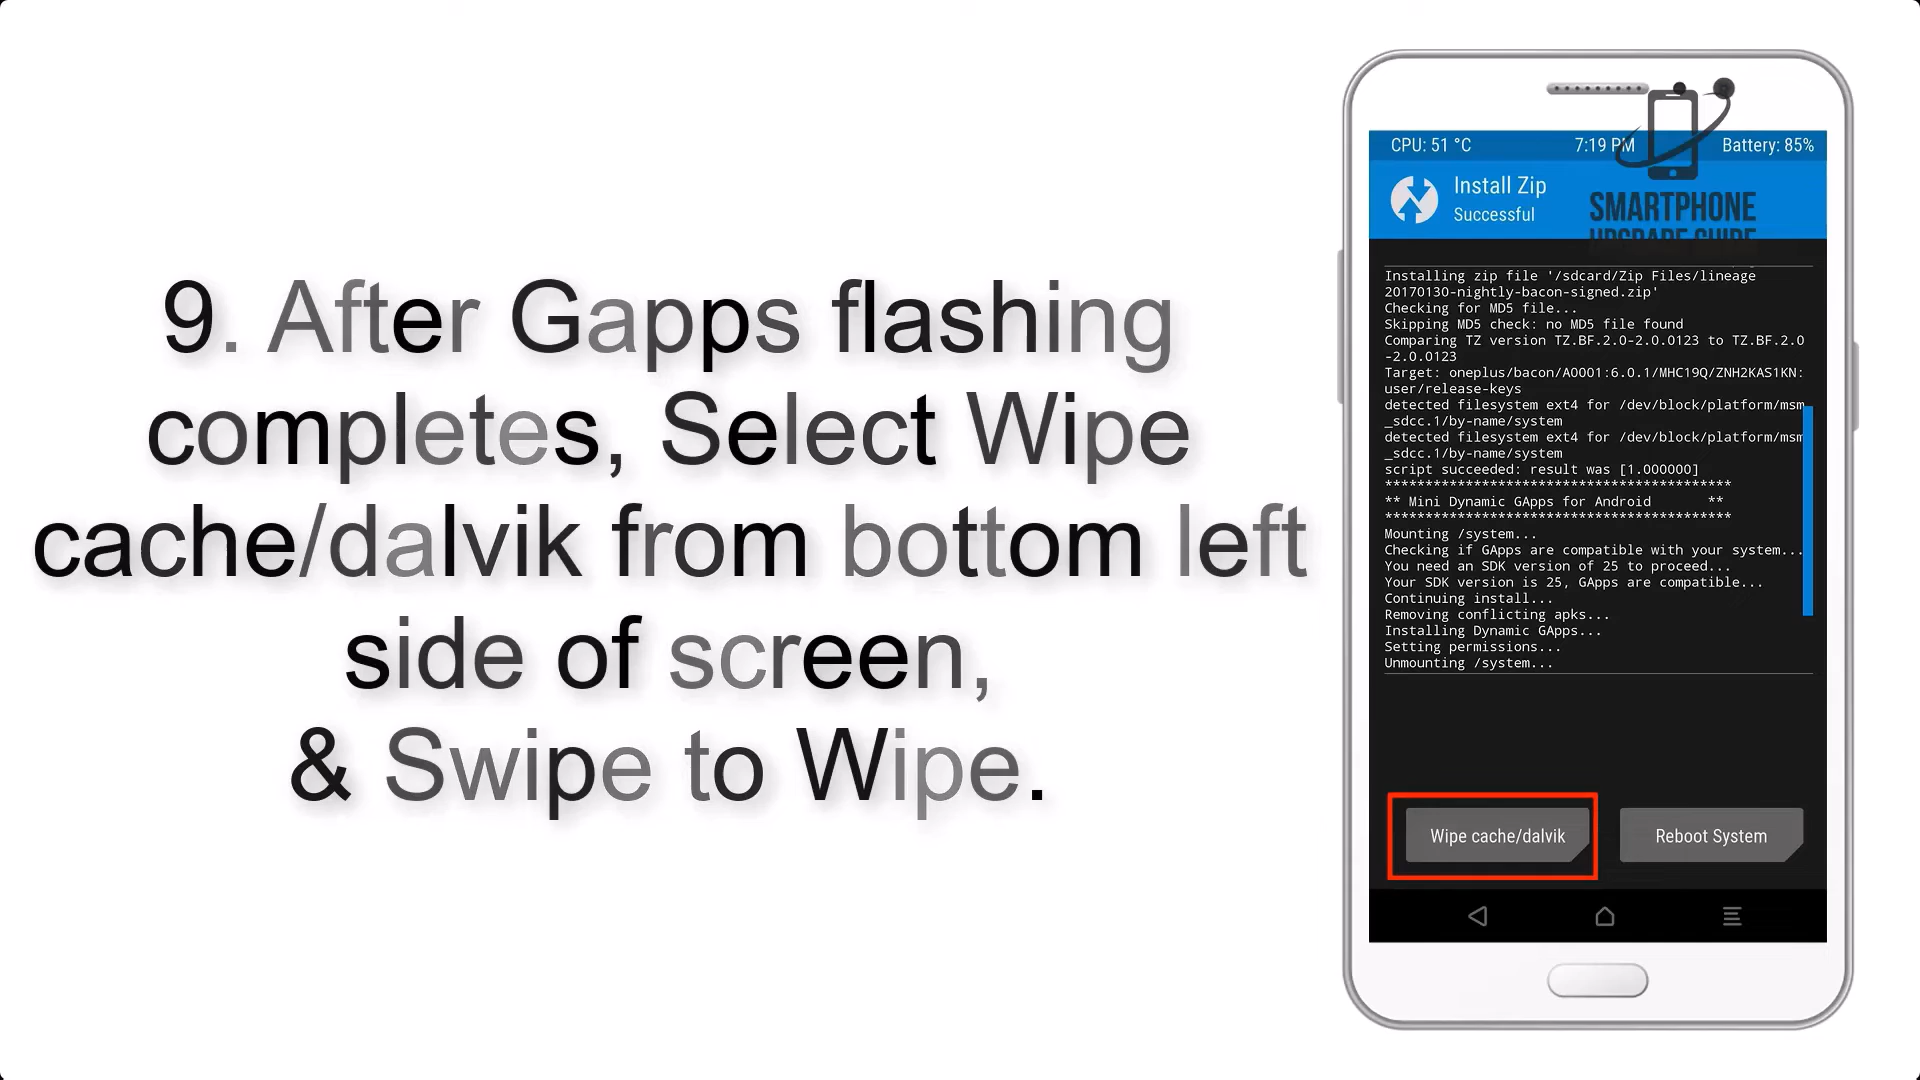 9. After Gapps flashing
completes, Select Wipe
cache/dalvik from bottom left
side of screen,
& Swipe to Wipe.
CPU: 51 °C 7:19 PM Battery: 85%
Install Zip
Successful
SMARTPHONE
UPGRADE GUIDE
Installing zip file '/sdcard/Zip Files/lineage
20170130-nightly-bacon-signed.zip'
Checking for MD5 file...
Skipping MD5 check: no MD5 file found
Comparing TZ version TZ.BF.2.0-2.0.0123 to TZ.BF.2.0
-2.0.0123
Target: oneplus/bacon/A0001:6.0.1/MHC19Q/ZNH2KAS1KN:
user/release-keys
detected filesystem ext4 for /dev/block/platform/msm
_sdcc.1/by-name/system
detected filesystem ext4 for /dev/block/platform/msm
_sdcc.1/by-name/system
script succeeded: result was [1.000000]
*******************************************
** Mini Dynamic GApps for Android **
*******************************************
Mounting /system...
Checking if GApps are compatible with your system...
You need an SDK version of 25 to proceed...
Your SDK version is 25, GApps are compatible...
Continuing install...
Removing conflicting apks...
Installing Dynamic GApps...
Setting permissions...
Unmounting /system...
Wipe cache/dalvik Reboot System